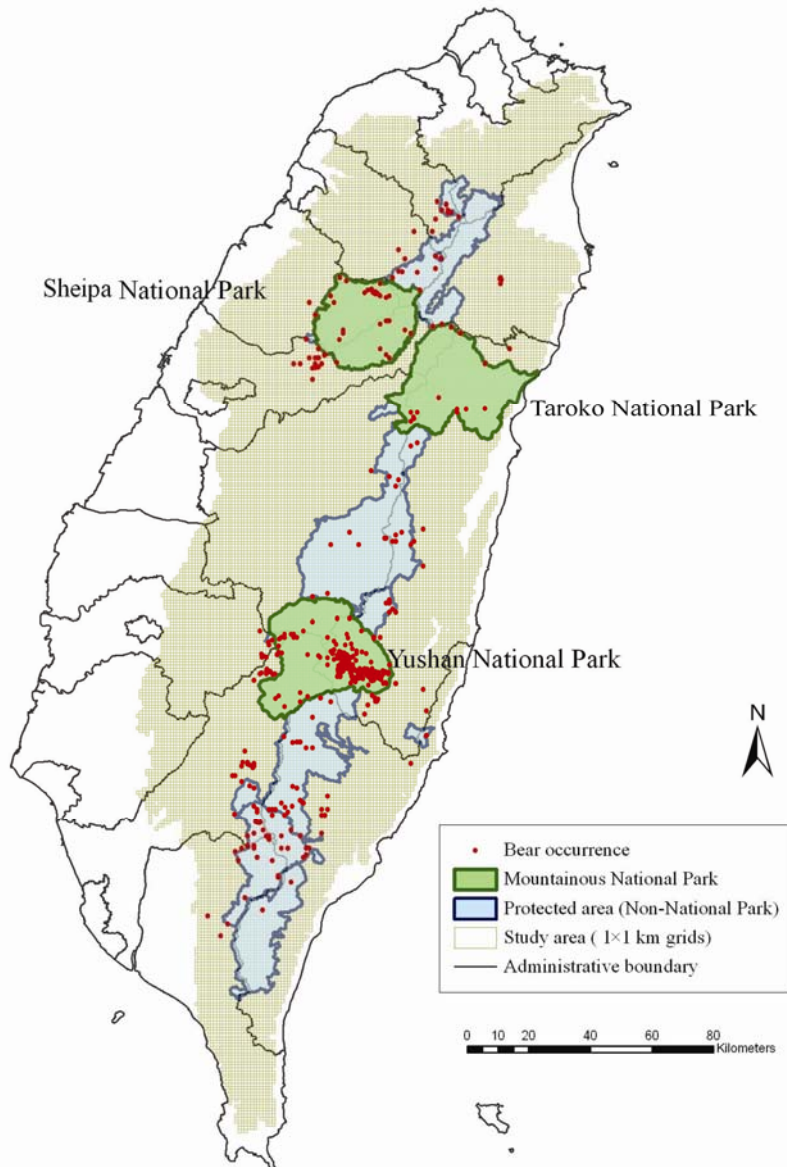 Sheipa National Park
Taroko National Park
Yushan National Park
N
Bear occurrence
Mountainous National Park
Protected area (Non-National Park)
Study area ( 1×1 km grids)
Administrative boundary
0 10 20 40 60 80
Kilometers